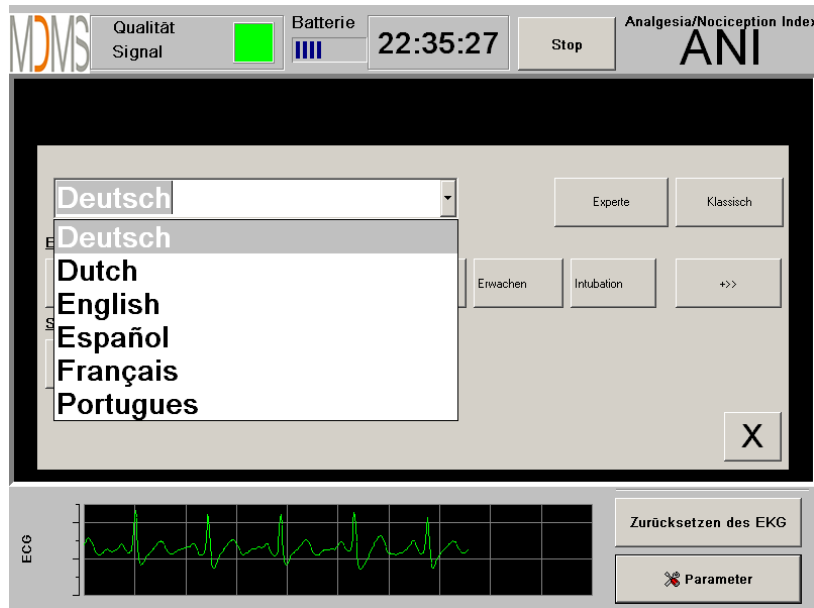 MDMS
Qualität
Signal
Batterie
22:35:27
Stop
Analgesia/Nociception Index
ANI
Deutsch
Experte
Klassisch
E
Deutsch
Dutch
English
Español
Français
Portugues
Erwachen
Intubation
+>>
S
X
ECG
Zurücksetzen des EKG
Parameter